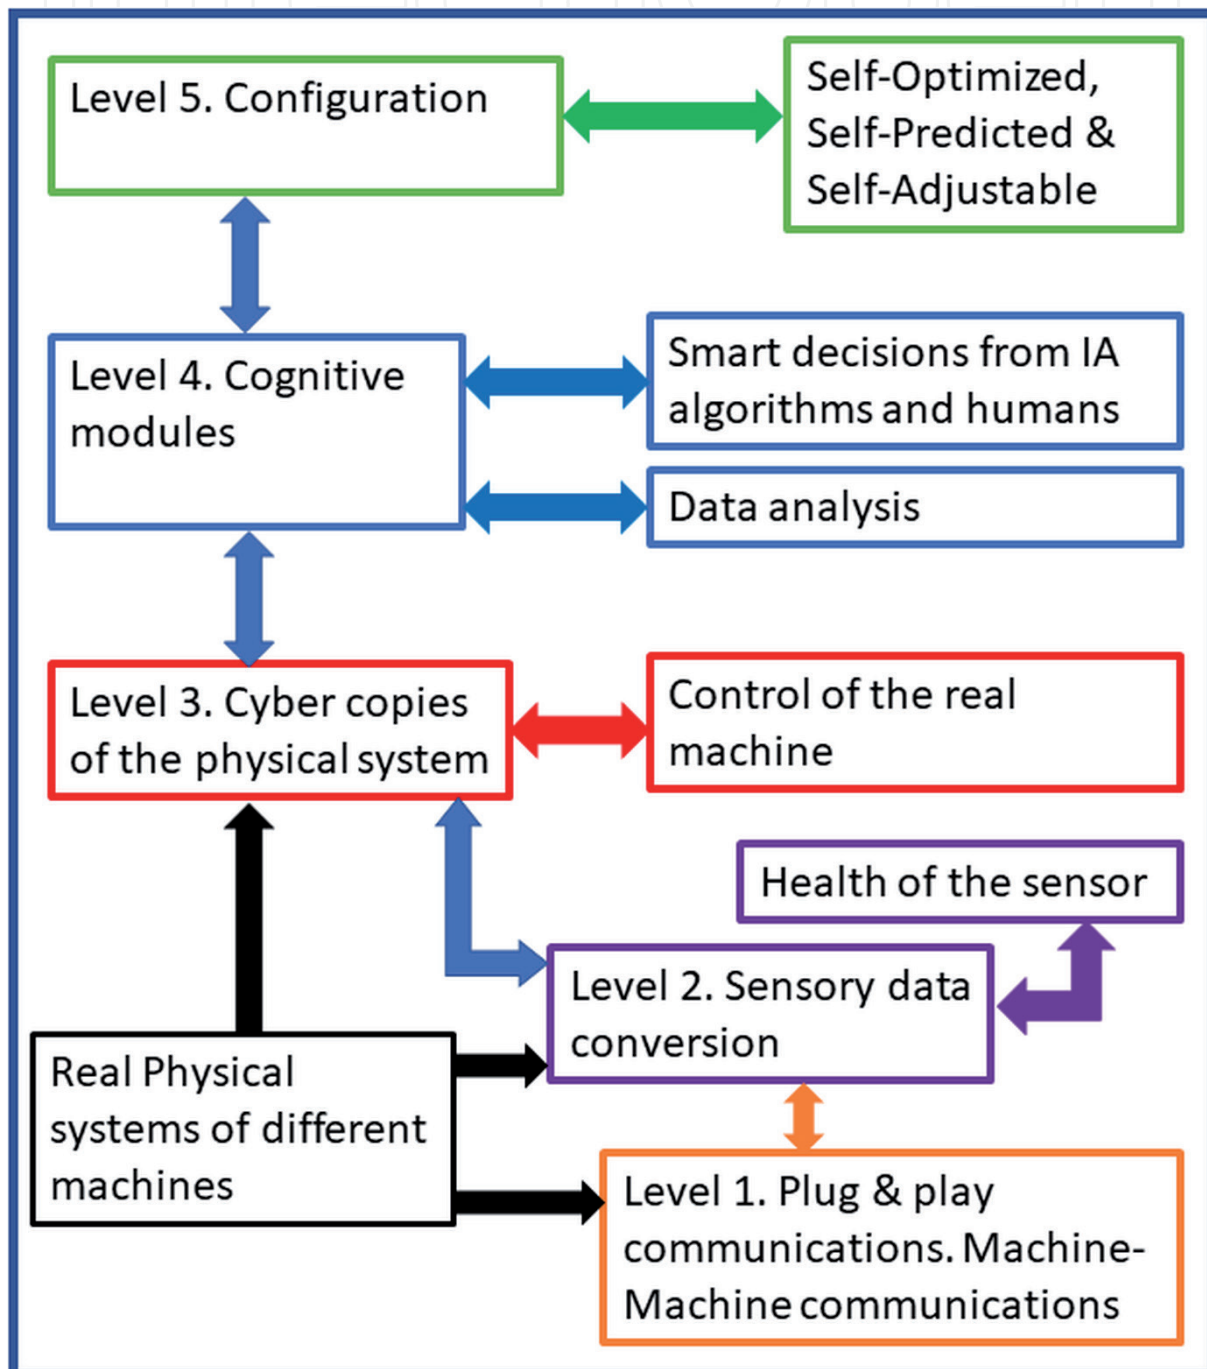 Level 5. Configuration
Self-Optimized,
Self-Predicted &
Self-Adjustable
Level 4. Cognitive
modules
Smart decisions from IA
algorithms and humans
Data analysis
Level 3. Cyber copies
of the physical system
Control of the real
machine
Health of the sensor
Level 2. Sensory data
conversion
Real Physical
systems of different
machines
Level 1. Plug & play
communications. Machine-
Machine communications